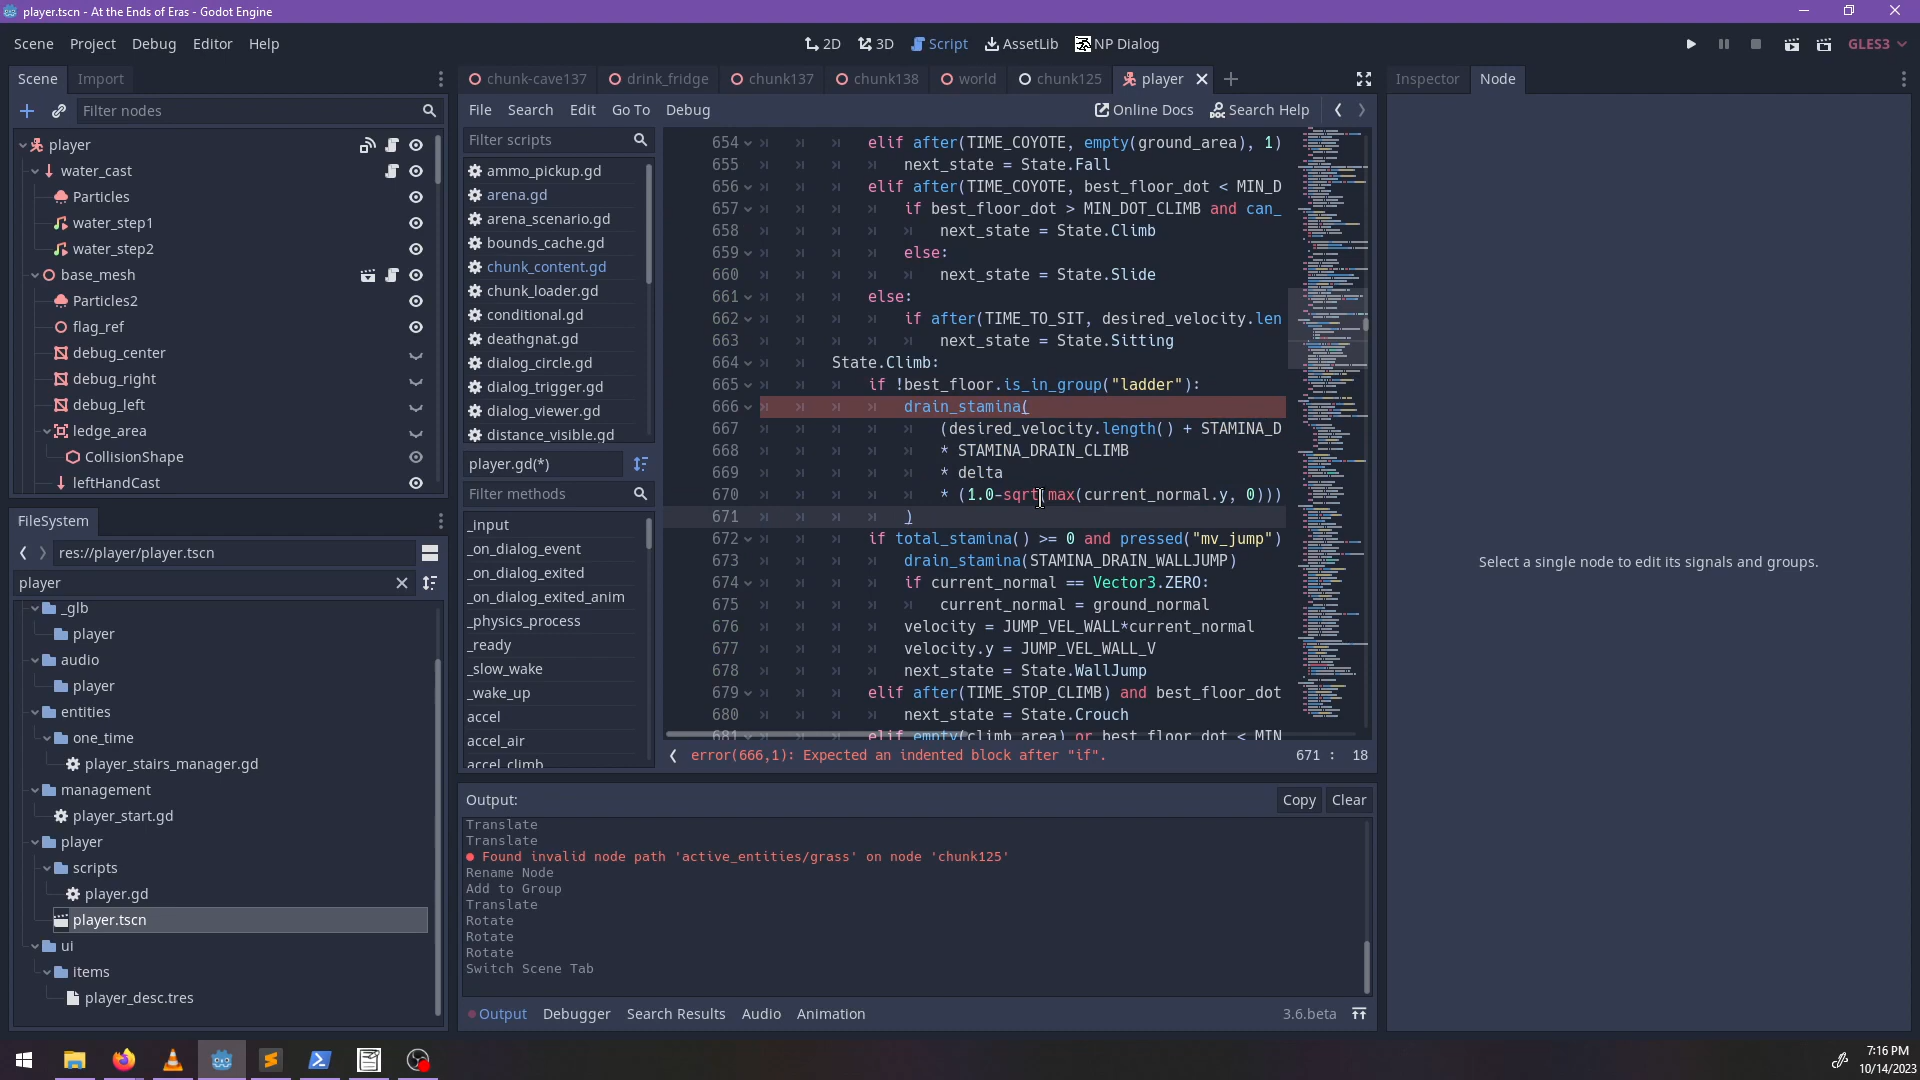 player.tscn - At the Ends of Eras - Godot Engine
Scene Project Debug Editor Help
2D 3D Script AssetLib NP Dialog
GLES3
Scene Import
Filter nodes
player
water_cast
Particles
water_step1
water_step2
base_mesh
Particles2
flag_ref
debug_center
debug_right
debug_left
ledge_area
CollisionShape
leftHandCast
FileSystem
res://player/player.tscn
player
_glb
player
audio
player
entities
one_time
player_stairs_manager.gd
management
player_start.gd
player
scripts
player.gd
player.tscn
ui
items
player_desc.tres
chunk-cave137 drink_fridge chunk137 chunk138 world chunk125 player
File Search Edit Go To Debug
Online Docs Search Help
Filter scripts
ammo_pickup.gd
arena.gd
arena_scenario.gd
bounds_cache.gd
chunk_content.gd
chunk_loader.gd
conditional.gd
deathgnat.gd
dialog_circle.gd
dialog_trigger.gd
dialog_viewer.gd
distance_visible.gd
player.gd(*)
Filter methods
_input
_on_dialog_event
_on_dialog_exited
_on_dialog_exited_anim
_physics_process
_ready
_slow_wake
_wake_up
accel
accel_air
accel_climb
654 elif after(TIME_COYOTE, empty(ground_area), 1)
655 next_state = State.Fall
656 elif after(TIME_COYOTE, best_floor_dot < MIN_D
657 if best_floor_dot > MIN_DOT_CLIMB and can_
658 next_state = State.Climb
659 else:
660 next_state = State.Slide
661 else:
662 if after(TIME_TO_SIT, desired_velocity.len
663 next_state = State.Sitting
664 State.Climb:
665 if !best_floor.is_in_group("ladder"):
666 drain_stamina(
667 (desired_velocity.length() + STAMINA_D
668 * STAMINA_DRAIN_CLIMB
669 * delta
670 * (1.0-sqrt(max(current_normal.y, 0)))
671 )
672 if total_stamina() >= 0 and pressed("mv_jump")
673 drain_stamina(STAMINA_DRAIN_WALLJUMP)
674 if current_normal == Vector3.ZERO:
675 current_normal = ground_normal
676 velocity = JUMP_VEL_WALL*current_normal
677 velocity.y = JUMP_VEL_WALL_V
678 next_state = State.WallJump
679 elif after(TIME_STOP_CLIMB) and best_floor_dot
680 next_state = State.Crouch
681 elif empty(climb_area) or best_floor_dot < MIN
error(666,1): Expected an indented block after "if".
671 : 18
Output:
Copy Clear
Translate
Translate
Found invalid node path 'active_entities/grass' on node 'chunk125'
Rename Node
Add to Group
Translate
Rotate
Rotate
Rotate
Switch Scene Tab
Output Debugger Search Results Audio Animation
3.6.beta
Inspector Node
Select a single node to edit its signals and groups.
7:16 PM
10/14/2023